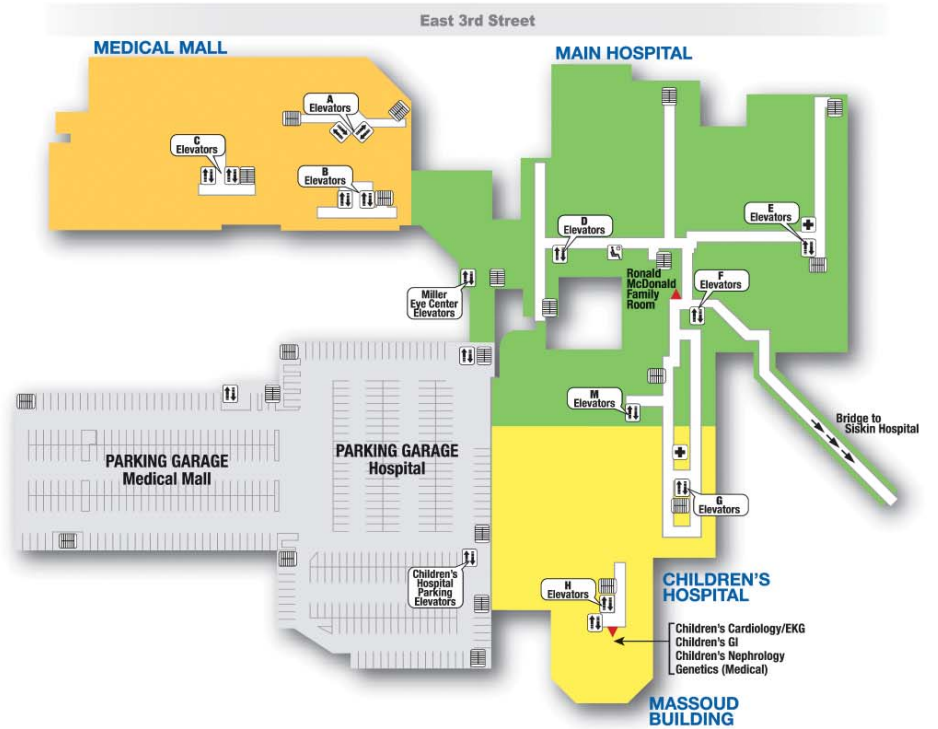 East 3rd Street
MEDICAL MALL
MAIN HOSPITAL
A
Elevators
C
Elevators
B
Elevators
D
Elevators
E
Elevators
Miller
Eye Center
Elevators
Ronald
McDonald
Family
Room
F
Elevators
M
Elevators
Bridge to
Siskin Hospital
PARKING GARAGE
Medical Mall
PARKING GARAGE
Hospital
G
Elevators
Children's
Hospital
Parking
Elevators
H
Elevators
CHILDREN'S
HOSPITAL
Children's Cardiology/EKG
Children's GI
Children's Nephrology
Genetics (Medical)
MASSOUD
BUILDING